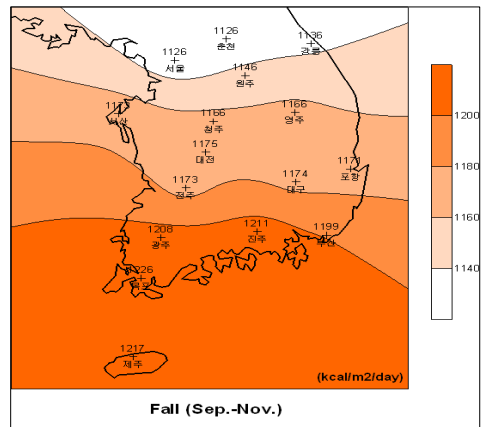 1126
춘천
1136
강릉
1126
서울
1146
원주
1166
청주
1166
영주
1175
대전
1171
포항
1173
전주
1174
대구
1208
광주
1211
진주
1199
부산
1217
제주
1200
1180
1160
1140
(kcal/m2/day)
Fall (Sep.-Nov.)